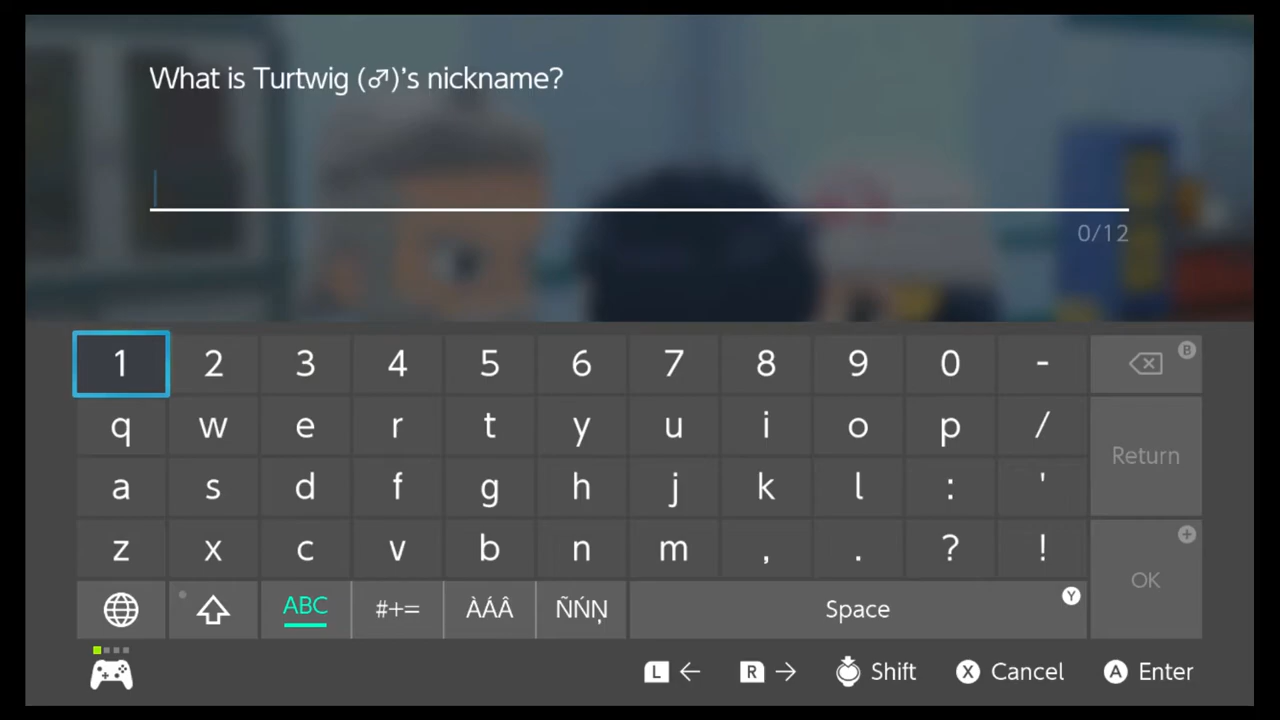 What is Turtwig (♂)'s nickname?
0/12
1 2 3 4 5 6 7 8 9 0 - B
q w e r t y u i o p / Return
a s d f g h j k l : '
z x c v b n m , . ? ! + OK
ABC #+= ÀÁÂ ÑŃŅ Space Y
L ← R → Shift X Cancel A Enter